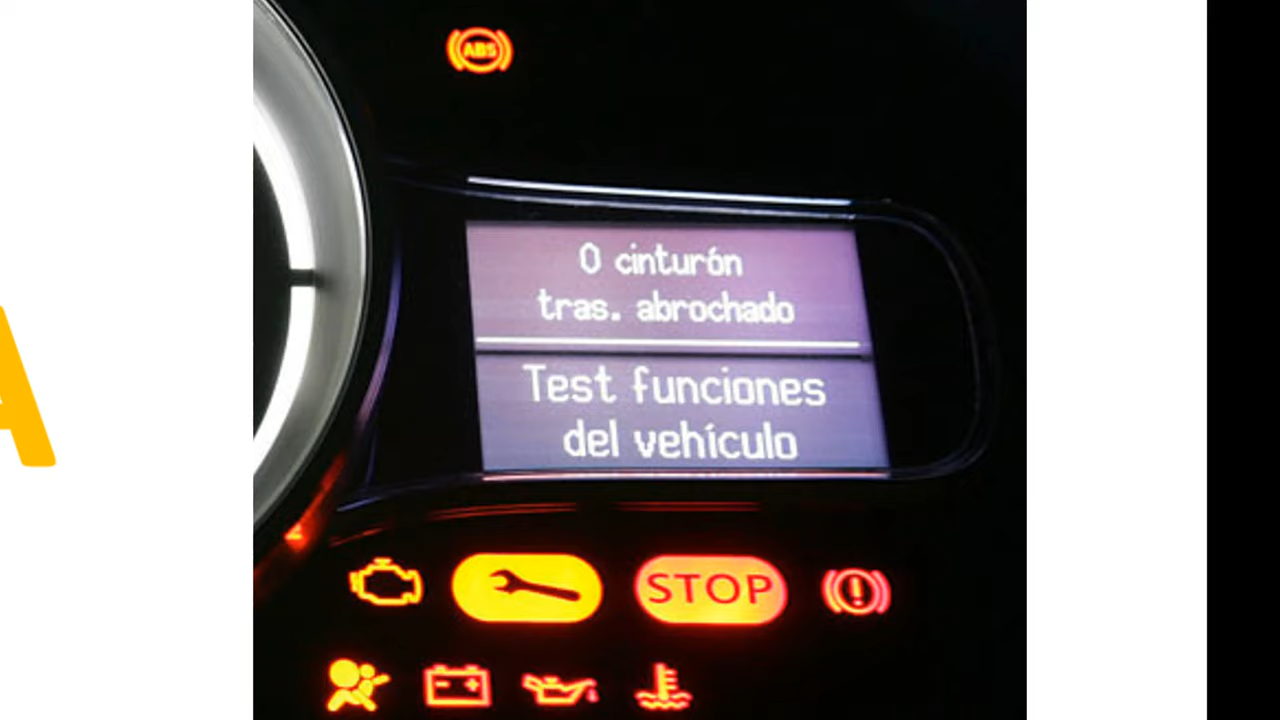 A
ABS
0 cinturón
tras. abrochado
Test funciones
del vehículo
STOP